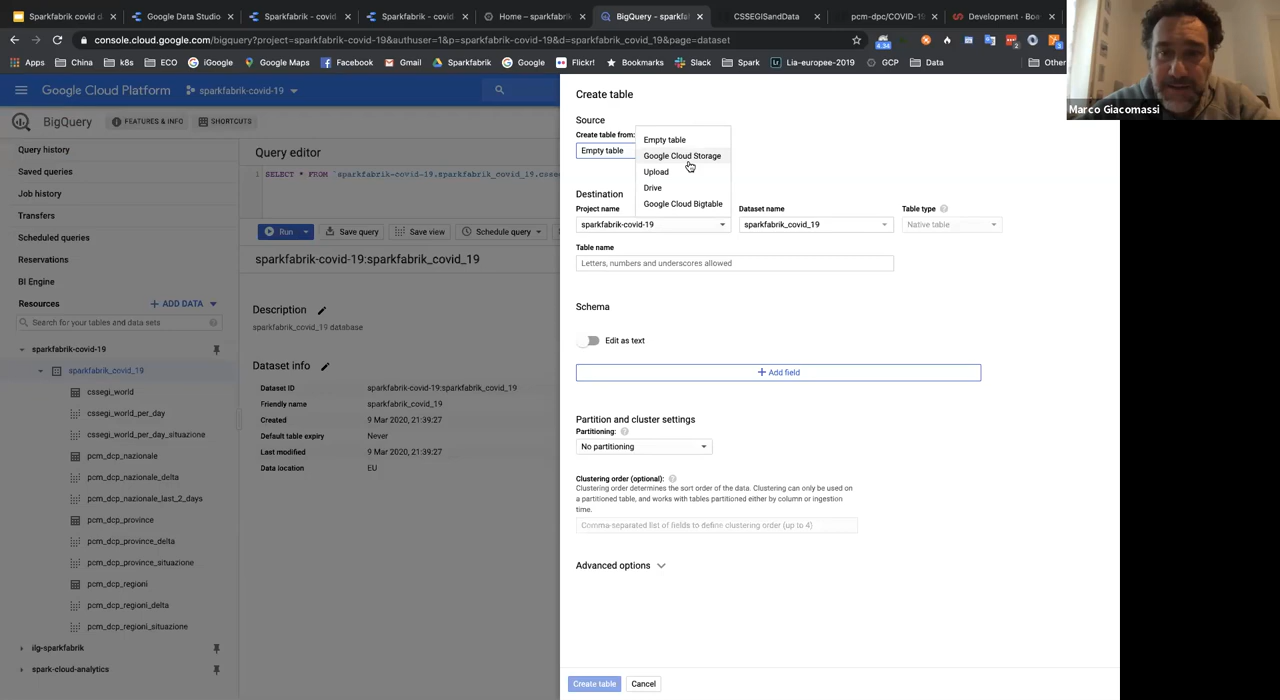 Sparkfabrik covid d
Google Data Studio
Sparkfabrik - covid
Sparkfabrik - covid
Home – sparkfabrik
BigQuery - sparkfa
CSSEGISandData
pcm-dpc/COVID-19
Development - Boa
console.cloud.google.com/bigquery?project=sparkfabrik-covid-19&authuser=1&p=sparkfabrik-covid-19&d=sparkfabrik_covid_19&page=dataset
4.34
2
3
Apps
China
k8s
ECO
iGoogle
Google Maps
Facebook
Gmail
Sparkfabrik
Google
Flickr!
Bookmarks
Slack
Spark
Lia-europee-2019
GCP
Data
Other
Marco Giacomassi
Google Cloud Platform
sparkfabrik-covid-19
BigQuery
FEATURES & INFO
SHORTCUTS
Query history
Saved queries
Job history
Transfers
Scheduled queries
Reservations
BI Engine
Resources
+ ADD DATA
Search for your tables and data sets
sparkfabrik-covid-19
sparkfabrik_covid_19
cssegi_world
cssegi_world_per_day
cssegi_world_per_day_situazione
pcm_dcp_nazionale
pcm_dcp_nazionale_delta
pcm_dcp_nazionale_last_2_days
pcm_dcp_province
pcm_dcp_province_delta
pcm_dcp_province_situazione
pcm_dcp_regioni
pcm_dcp_regioni_delta
pcm_dcp_regioni_situazione
ilg-sparkfabrik
spark-cloud-analytics
Query editor
1 SELECT * FROM `sparkfabrik-covid-19.sparkfabrik_covid_19.csseg
Run
Save query
Save view
Schedule query
sparkfabrik-covid-19:sparkfabrik_covid_19
Description
sparkfabrik_covid_19 database
Dataset info
Dataset ID sparkfabrik-covid-19:sparkfabrik_covid_19
Friendly name sparkfabrik_covid_19
Created 9 Mar 2020, 21:39:27
Default table expiry Never
Last modified 9 Mar 2020, 21:39:27
Data location EU
Create table
Source
Create table from:
Empty table
Empty table
Google Cloud Storage
Upload
Drive
Google Cloud Bigtable
Destination
Project name
sparkfabrik-covid-19
Dataset name
sparkfabrik_covid_19
Table type
Native table
Table name
Letters, numbers and underscores allowed
Schema
Edit as text
+ Add field
Partition and cluster settings
Partitioning:
No partitioning
Clustering order (optional):
Clustering order determines the sort order of the data. Clustering can only be used on
a partitioned table, and works with tables partitioned either by column or ingestion
time.
Comma-separated list of fields to define clustering order (up to 4)
Advanced options
Create table
Cancel